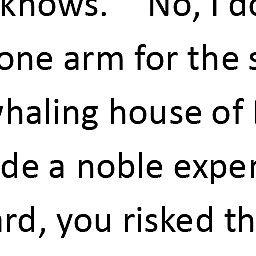 knows." "No, I do
one arm for the s
whaling house of
de a noble exper
ard, you risked th